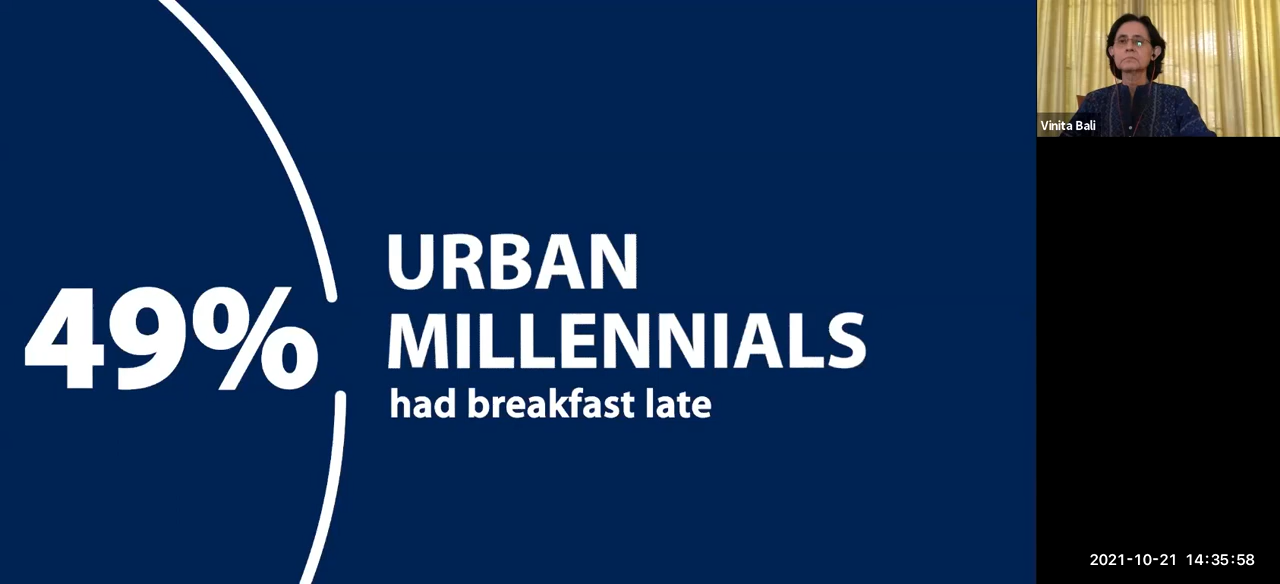 49%
URBAN
MILLENNIALS
had breakfast late
Vinita Bali
2021-10-21 14:35:58